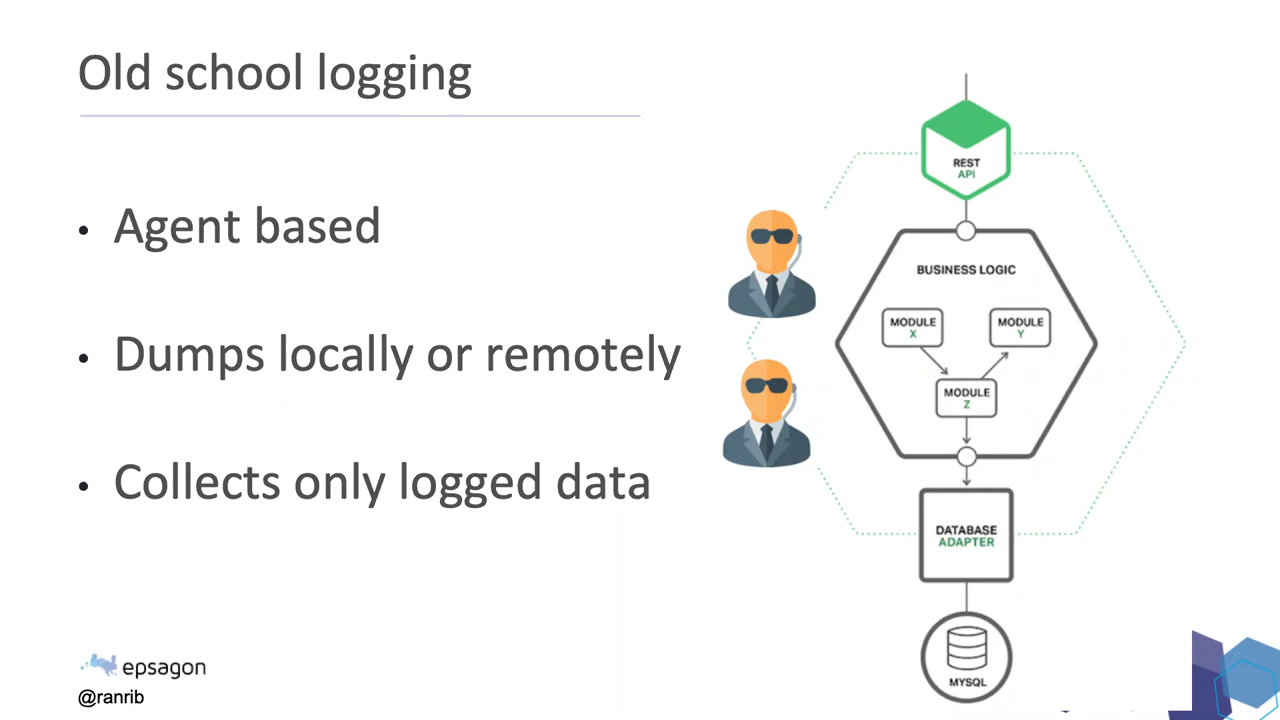 Old school logging
• Agent based
• Dumps locally or remotely
• Collects only logged data
REST
API
BUSINESS LOGIC
MODULE
X
MODULE
Y
MODULE
Z
DATABASE
ADAPTER
MYSQL
epsagon
@ranrib